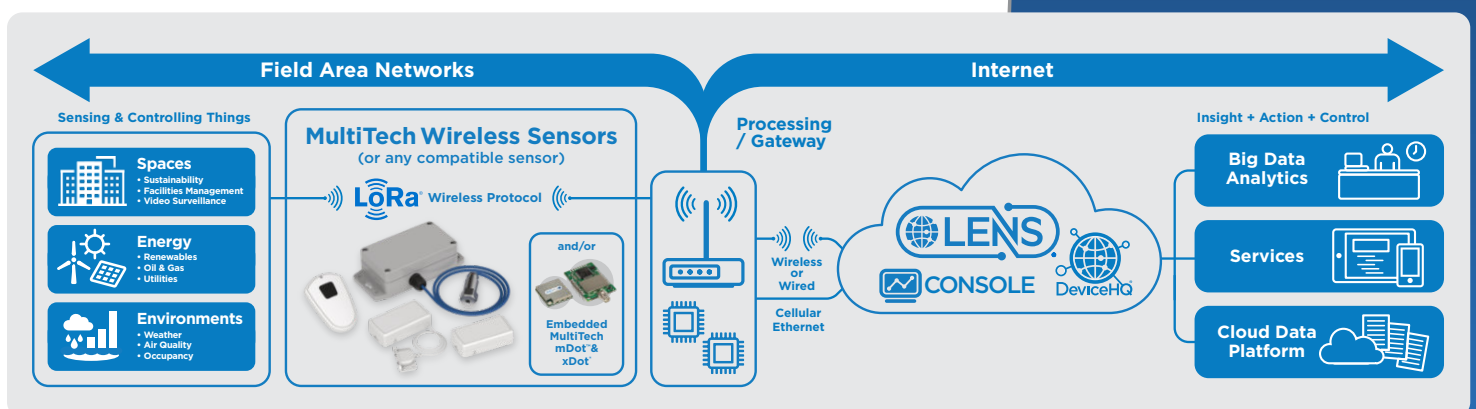 Field Area Networks
Internet
Sensing & Controlling Things
Spaces
• Sustainability
• Facilities Management
• Video Surveillance
Energy
• Renewables
• Oil & Gas
• Utilities
Environments
• Weather
• Air Quality
• Occupancy
MultiTech Wireless Sensors
(or any compatible sensor)
LoRa® Wireless Protocol
and/or
Embedded
MultiTech
mDot™ &
xDot®
Processing
/ Gateway
Wireless
or
Wired
Cellular
Ethernet
LENS
CONSOLE
DeviceHQ®
Insight + Action + Control
Big Data
Analytics
Services
Cloud Data
Platform